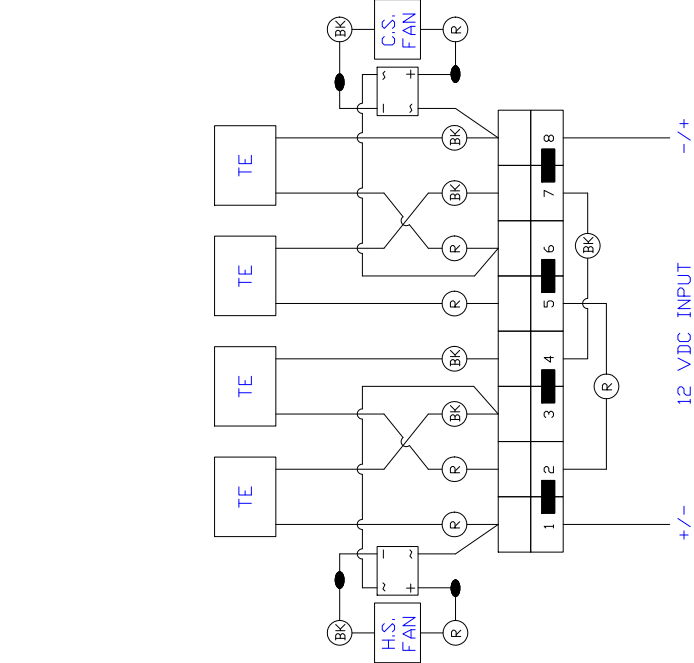 BK
C.S.
FAN
R
~
+
-
~
TE
BK
8
-/+
BK
7
TE
R
6
BK
R
5
12 VDC INPUT
TE
BK
4
R
BK
3
TE
R
2
R
1
+/-
-
~
~
+
BK
H.S.
FAN
R